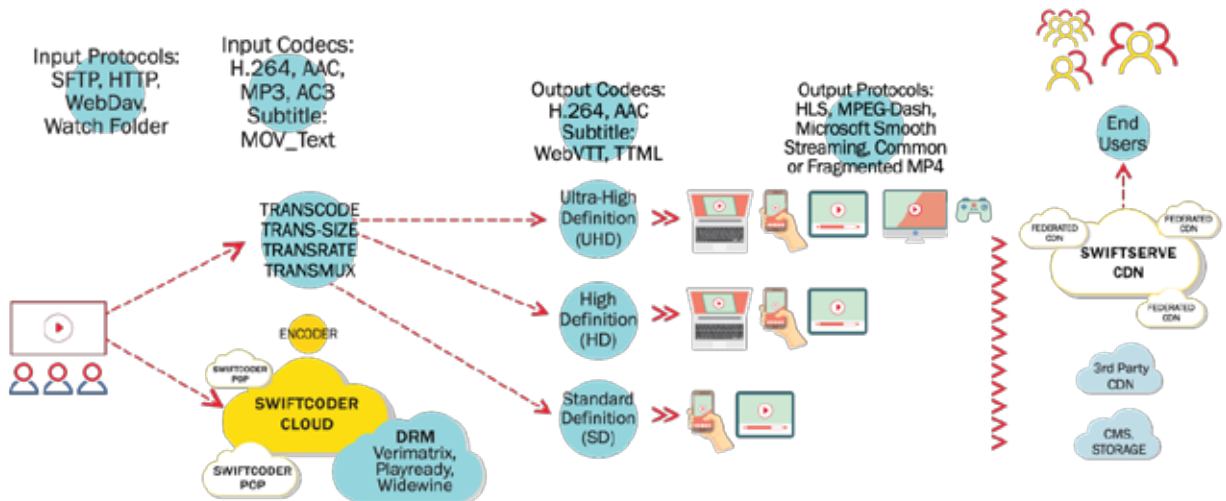 Input Protocols:
SFTP, HTTP,
WebDav,
Watch Folder
Input Codecs:
H.264, AAC,
MP3, AC3
Subtitle:
MOV_Text
Output Codecs:
H.264, AAC
Subtitle:
WebVTT, TTML
Output Protocols:
HLS, MPEG-Dash,
Microsoft Smooth
Streaming, Common
or Fragmented MP4
End
Users
TRANSCODE
TRANS-SIZE
TRANSRATE
TRANSMUX
Ultra-High
Definition
(UHD)
High
Definition
(HD)
Standard
Definition
(SD)
FEDERATED
CDN
FEDERATED
CDN
SWIFTSERVE
CDN
FEDERATED
CDN
3rd Party
CDN
CMS,
STORAGE
ENCODER
SWIFTCODER
POP
SWIFTCODER
CLOUD
SWIFTCODER
POP
DRM
Verimatrix,
Playready,
Widewine